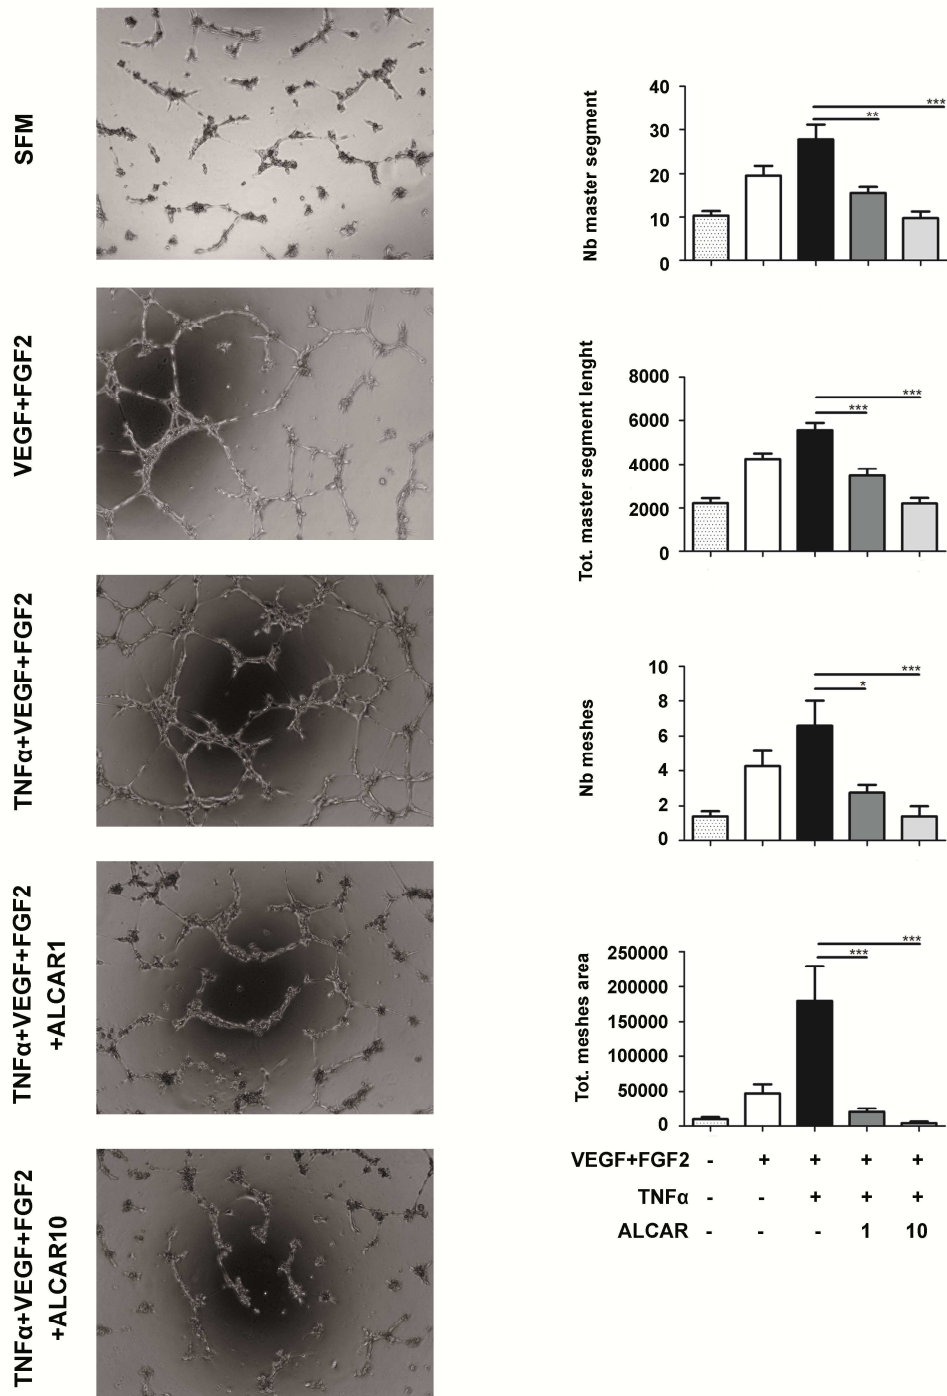 SFM
VEGF+FGF2
TNFα+VEGF+FGF2
TNFα+VEGF+FGF2
+ALCAR1
TNFα+VEGF+FGF2
+ALCAR10
Nb master segment
40
30
20
10
0
**
***
Tot. master segment lenght
8000
6000
4000
2000
0
***
***
Nb meshes
10
8
6
4
2
0
***
*
Tot. meshes area
250000
200000
150000
100000
50000
0
***
***
VEGF+FGF2 - + + + +
TNFα - - + + +
ALCAR - - - 1 10